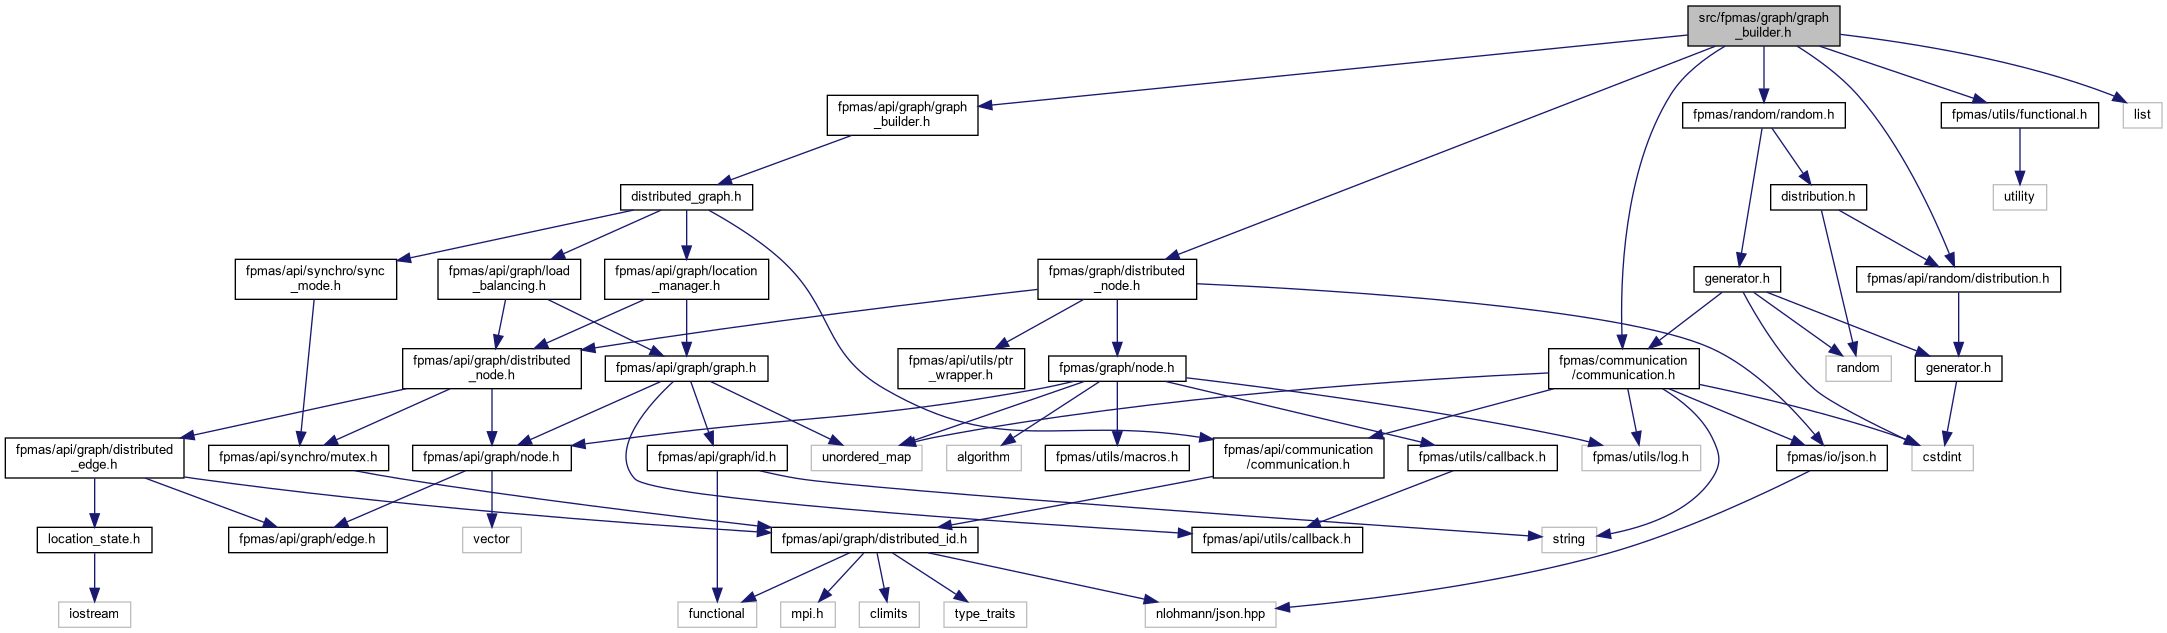 src/fpmas/graph/graph
_builder.h
fpmas/api/graph/graph
_builder.h
fpmas/random/random.h
fpmas/utils/functional.h
list
distributed_graph.h
distribution.h
utility
fpmas/api/synchro/sync
_mode.h
fpmas/api/graph/load
_balancing.h
fpmas/api/graph/location
_manager.h
fpmas/graph/distributed
_node.h
generator.h
fpmas/api/random/distribution.h
fpmas/api/graph/distributed
_node.h
fpmas/api/graph/graph.h
fpmas/api/utils/ptr
_wrapper.h
fpmas/graph/node.h
fpmas/communication
/communication.h
random
generator.h
fpmas/api/graph/distributed
_edge.h
fpmas/api/synchro/mutex.h
fpmas/api/graph/node.h
fpmas/api/graph/id.h
unordered_map
algorithm
fpmas/utils/macros.h
fpmas/api/communication
/communication.h
fpmas/utils/callback.h
fpmas/utils/log.h
fpmas/io/json.h
cstdint
location_state.h
fpmas/api/graph/edge.h
vector
fpmas/api/graph/distributed_id.h
fpmas/api/utils/callback.h
string
iostream
functional
mpi.h
climits
type_traits
nlohmann/json.hpp